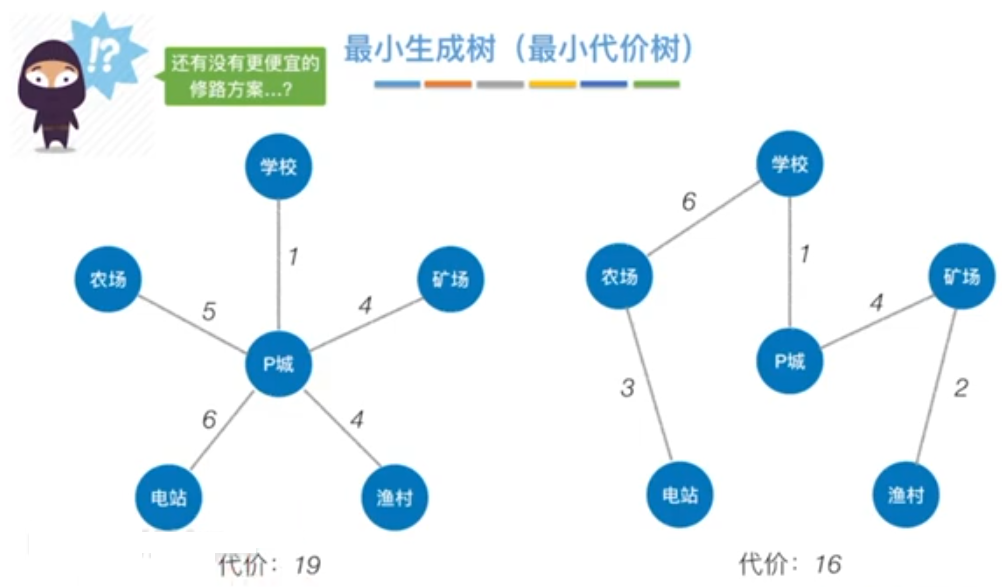 !?
还有没有更便宜的
修路方案...?
最小生成树（最小代价树）
学校
1
农场
5
4
矿场
P城
6
4
电站
渔村
代价：19
学校
6
1
农场
4
矿场
P城
3
2
电站
渔村
代价：16